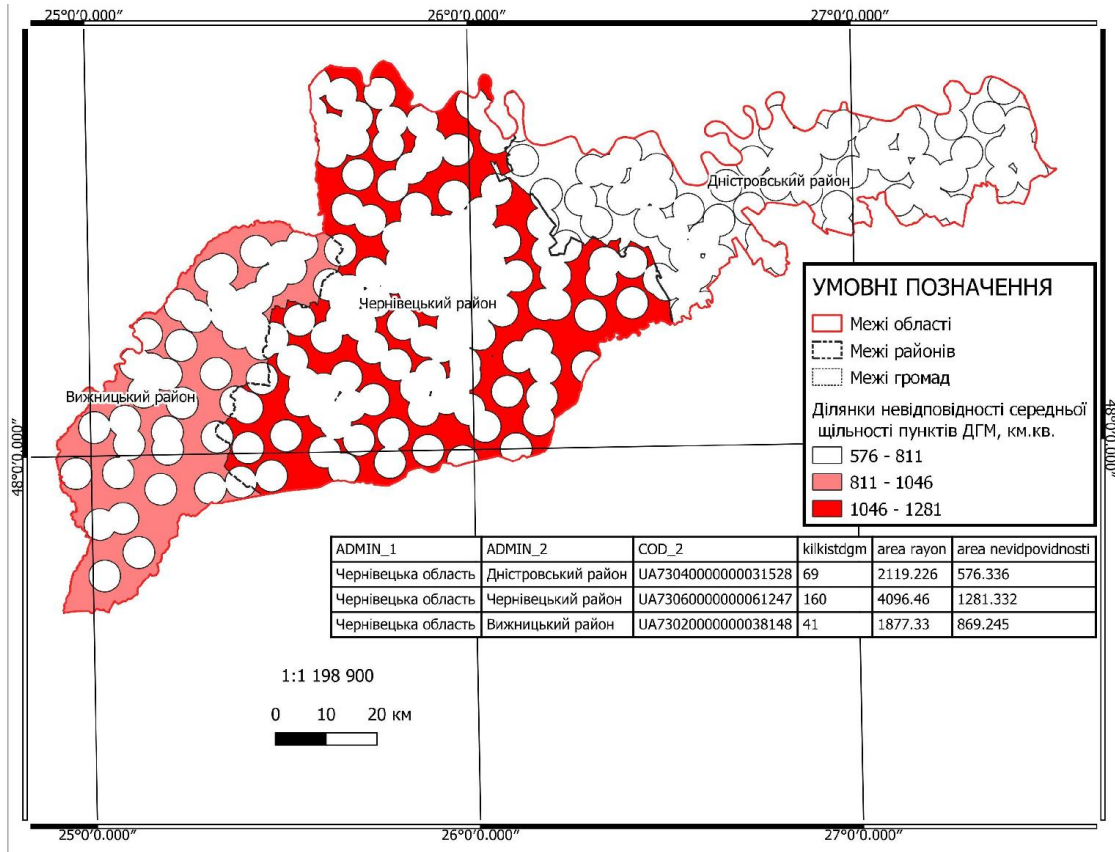 25°0'0.000″ 26°0'0.000″ 27°0'0.000″
Дністровський район
Чернівецький район
Вижницький район
48°0'0.000″
48°0'0.000″
УМОВНІ ПОЗНАЧЕННЯ
Межі області
Межі районів
Межі громад
Ділянки невідповідності середньої
щільності пунктів ДГМ, км.кв.
576 - 811
811 - 1046
1046 - 1281
ADMIN_1 ADMIN_2 COD_2 kilkistdgm area rayon area nevidpovidnosti
Чернівецька область Дністровський район UA73040000000031528 69 2119.226 576.336
Чернівецька область Чернівецький район UA73060000000061247 160 4096.46 1281.332
Чернівецька область Вижницький район UA73020000000038148 41 1877.33 869.245
1:1 198 900
0 10 20 км
25°0'0.000″ 26°0'0.000″ 27°0'0.000″